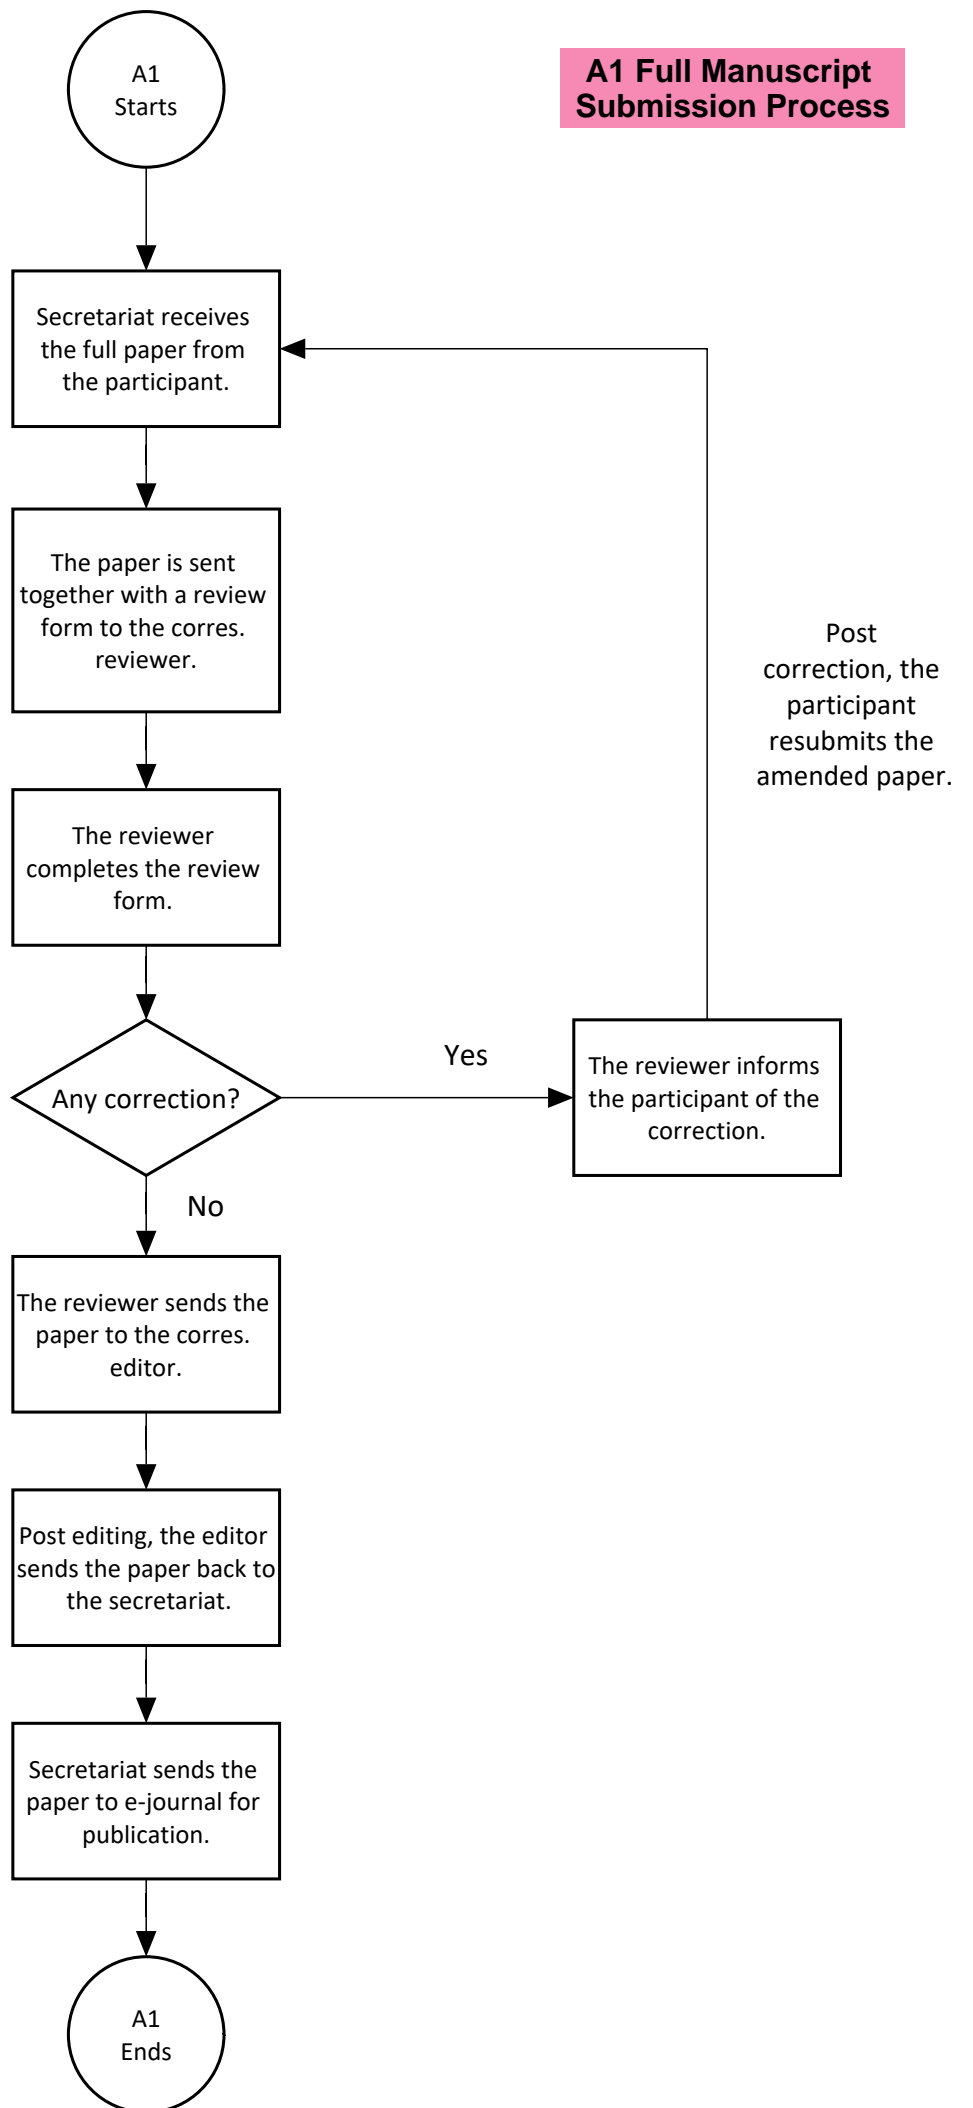 A1
Starts
A1 Full Manuscript
Submission Process
Secretariat receives
the full paper from
the participant.
The paper is sent
together with a review
form to the corres.
reviewer.
Post
correction, the
participant
resubmits the
amended paper.
The reviewer
completes the review
form.
Any correction?
Yes
The reviewer informs
the participant of the
correction.
No
The reviewer sends the
paper to the corres.
editor.
Post editing, the editor
sends the paper back to
the secretariat.
Secretariat sends the
paper to e-journal for
publication.
A1
Ends